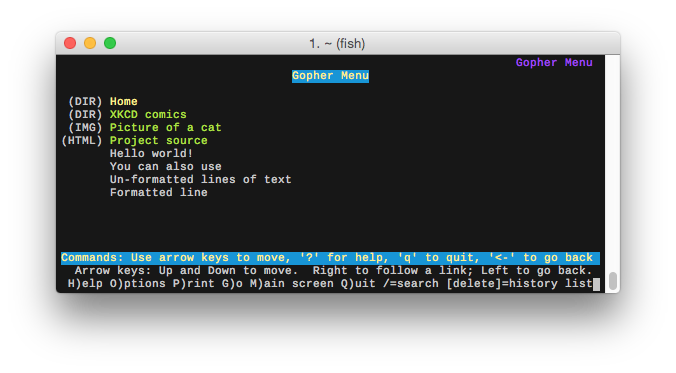 1. ~ (fish)
Gopher Menu
Gopher Menu
(DIR) Home
(DIR) XKCD comics
(IMG) Picture of a cat
(HTML) Project source
Hello world!
You can also use
Un-formatted lines of text
Formatted line
Commands: Use arrow keys to move, '?' for help, 'q' to quit, '<-' to go back
Arrow keys: Up and Down to move.  Right to follow a link; Left to go back.
H)elp O)ptions P)rint G)o M)ain screen Q)uit /=search [delete]=history list